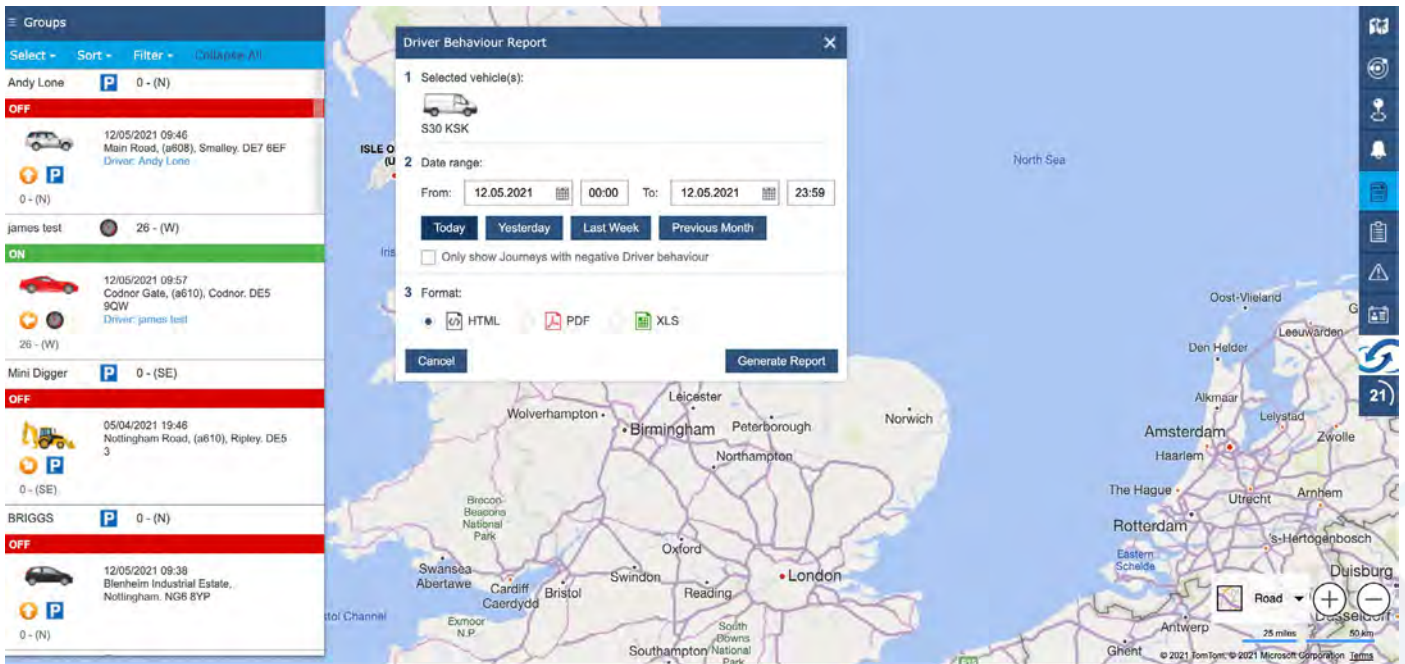 ≡ Groups
Select Sort Filter Collapse All
Andy Lone P 0 - (N)
OFF
12/05/2021 09:46
Main Road, (a608), Smalley. DE7 6EF
Driver: Andy Lone
P
0 - (N)
james test 26 - (W)
ON
12/05/2021 09:57
Codnor Gate, (a610), Codnor. DE5
9QW
Driver: james test
26 - (W)
Mini Digger P 0 - (SE)
OFF
05/04/2021 19:46
Nottingham Road, (a610), Ripley. DE5
3
P
0 - (SE)
BRIGGS P 0 - (N)
OFF
12/05/2021 09:38
Blenheim Industrial Estate,
Nottingham. NG6 8YP
P
0 - (N)
Driver Behaviour Report ×
1 Selected vehicle(s):
S30 KSK
2 Date range:
From: 12.05.2021 00:00 To: 12.05.2021 23:59
Today Yesterday Last Week Previous Month
Only show Journeys with negative Driver behaviour
3 Format:
HTML PDF XLS
Cancel Generate Report
ISLE O
(U
Iris
North Sea
Leicester
Wolverhampton
Birmingham
Peterborough
Norwich
Northampton
Brecon
Beacons
National
Park
Oxford
Swansea
Abertawe
Cardiff
Caerdydd
Bristol
Swindon
Reading
London
stol Channel
Exmoor
N.P.
South
Downs
National
Park
Southampton
Oost-Vlieland
G
Leeuwarden
Den Helder
Alkmaar
Lelystad
Amsterdam
Zwolle
Haarlem
The Hague
Utrecht
Arnhem
Rotterdam
's-Hertogenbosch
Eastern
Schelde
Duisburg
Düsseldorf
Antwerp
Ghent
21
Road
25 miles 50 km
© 2021 TomTom, © 2021 Microsoft Corporation Terms